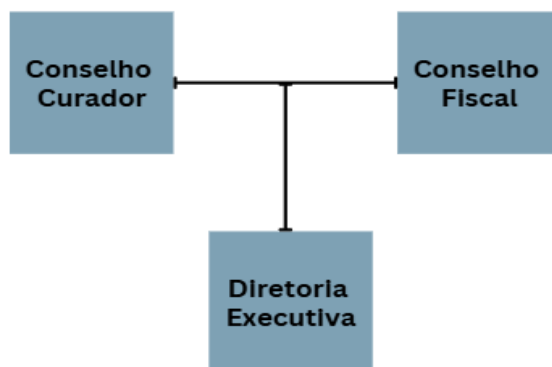 Conselho
Curador
Conselho
Fiscal
Diretoria
Executiva